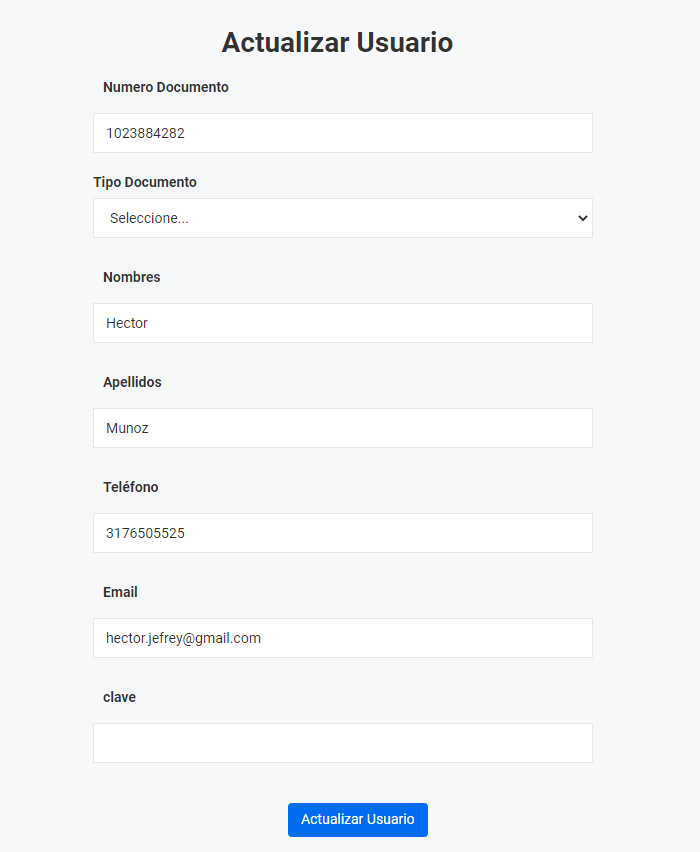 Actualizar Usuario
Numero Documento
1023884282
Tipo Documento
Seleccione...
Nombres
Hector
Apellidos
Munoz
Teléfono
3176505525
Email
hector.jefrey@gmail.com
clave
Actualizar Usuario